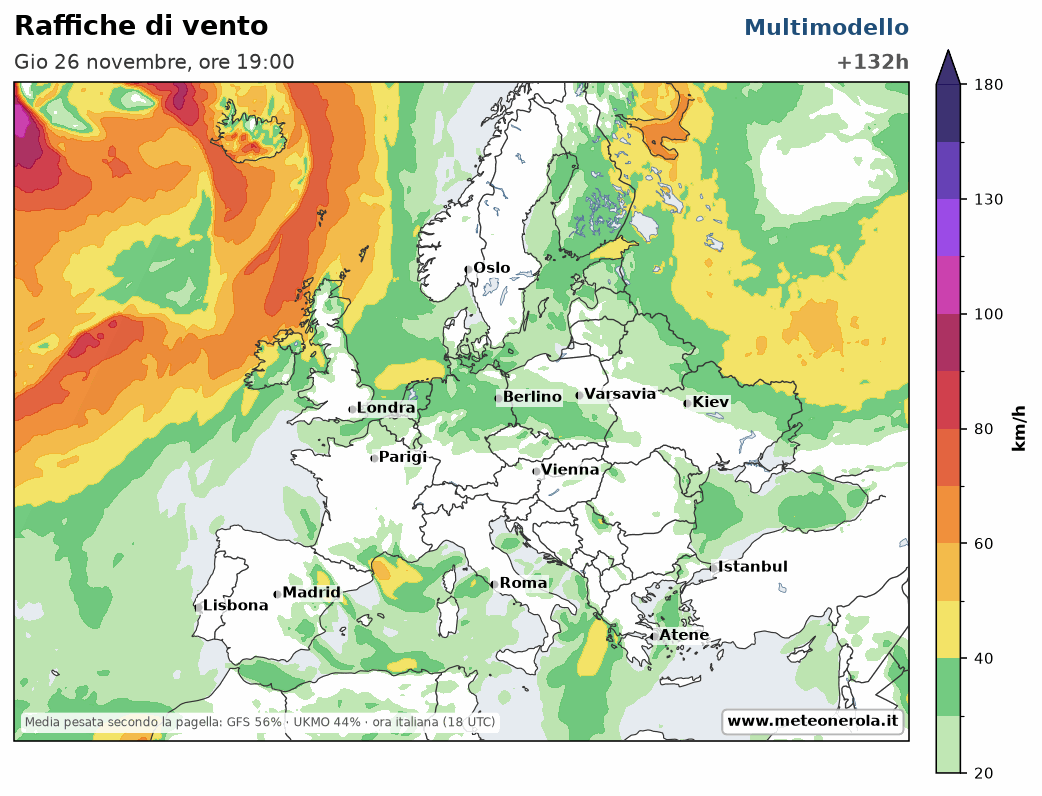 Raffiche di vento
Multimodello
Gio 26 novembre, ore 19:00
+132h
180
130
100
80
60
40
20
km/h
Oslo
Berlino
Varsavia
Kiev
Londra
Parigi
Vienna
Istanbul
Roma
Madrid
Lisbona
Atene
Media pesata secondo la pagella: GFS 56% · UKMO 44% · ora italiana (18 UTC)
www.meteonerola.it